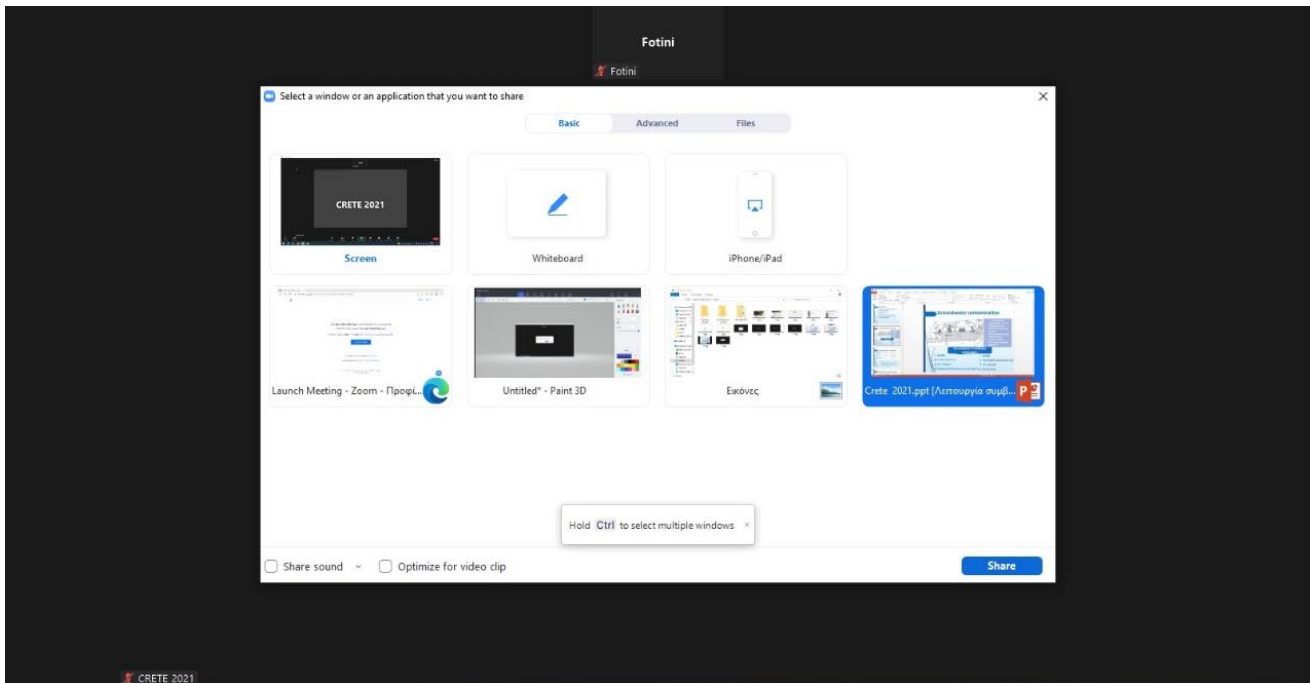 Fotini
Fotini
Select a window or an application that you want to share
Basic Advanced Files
CRETE 2021
Screen Whiteboard iPhone/iPad
Groundwater contamination
Launch Meeting - Zoom - Προφί... Untitled* - Paint 3D Εικόνες Crete 2021.ppt [Λειτουργία συμβ...
Hold Ctrl to select multiple windows
Share sound Optimize for video clip Share
CRETE 2021